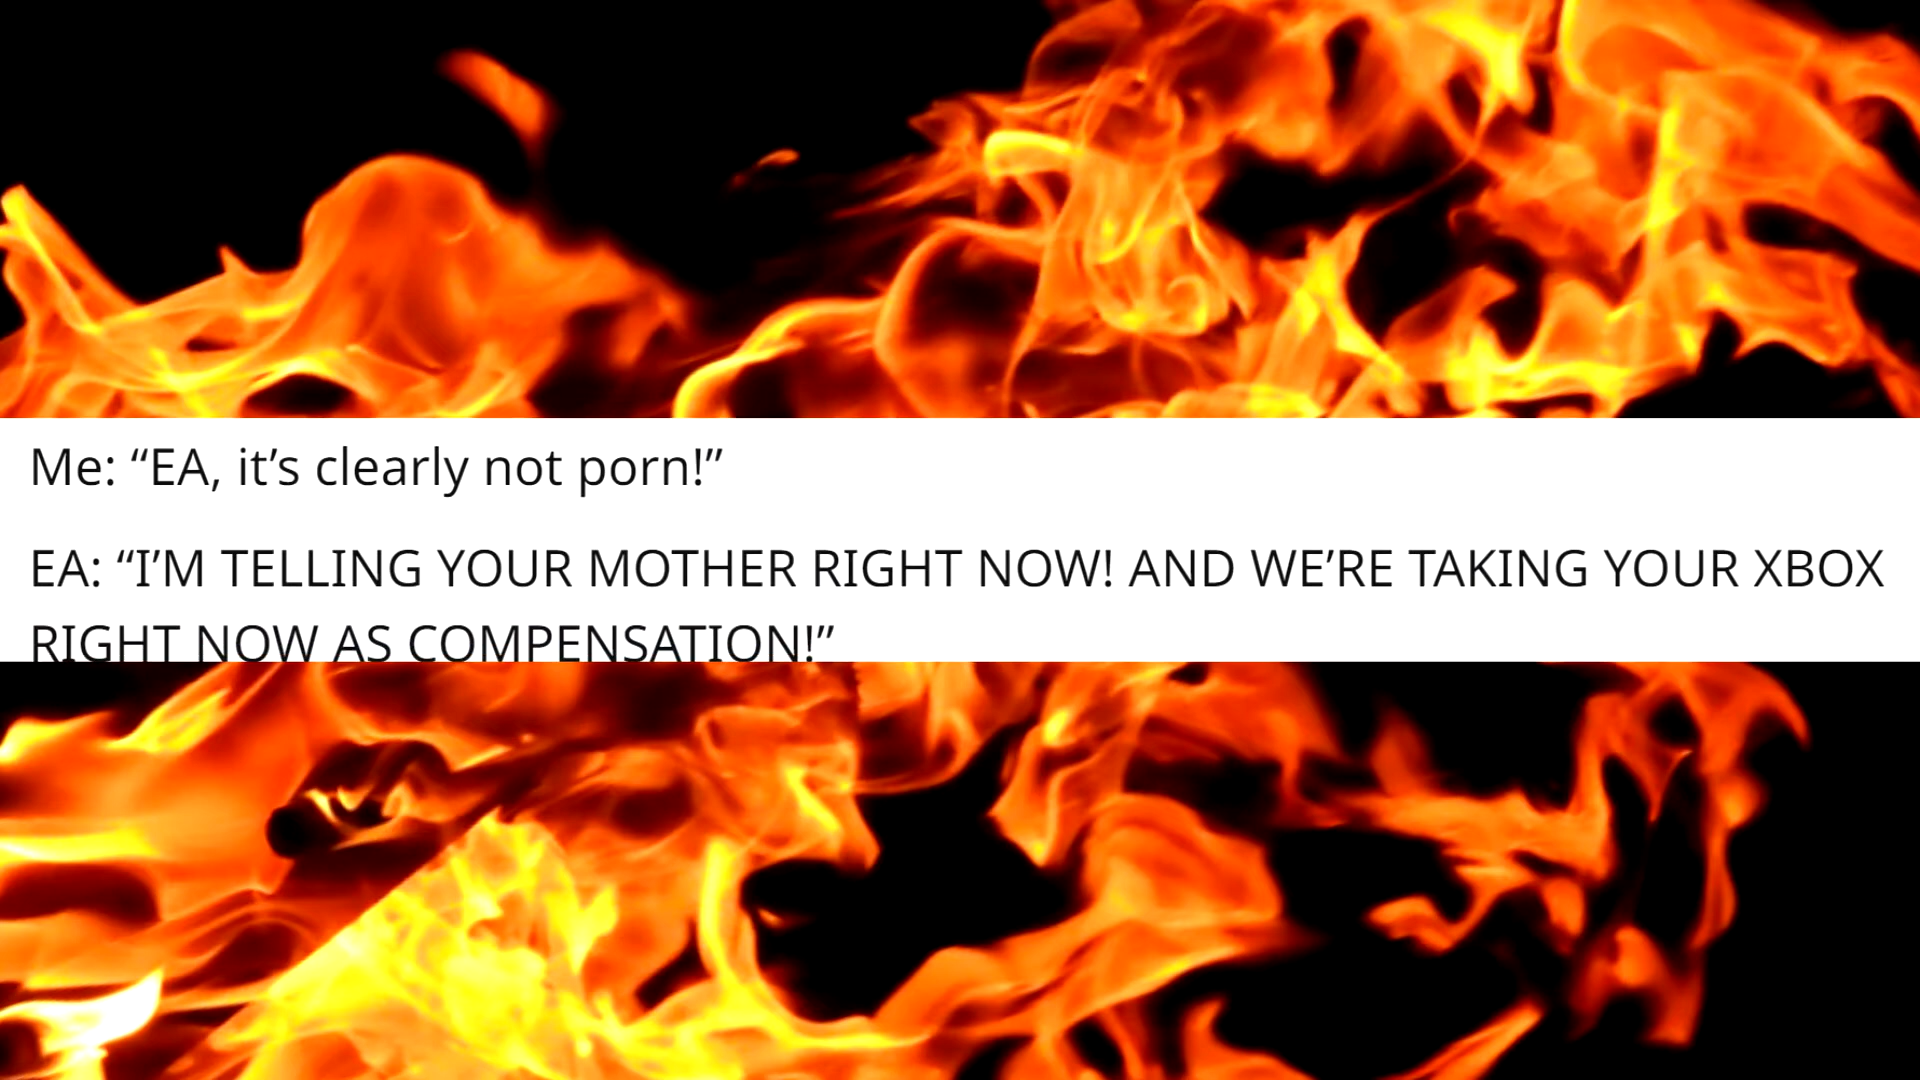 Me: “EA, it’s clearly not porn!”
EA: “I’M TELLING YOUR MOTHER RIGHT NOW! AND WE’RE TAKING YOUR XBOX
RIGHT NOW AS COMPENSATION!”